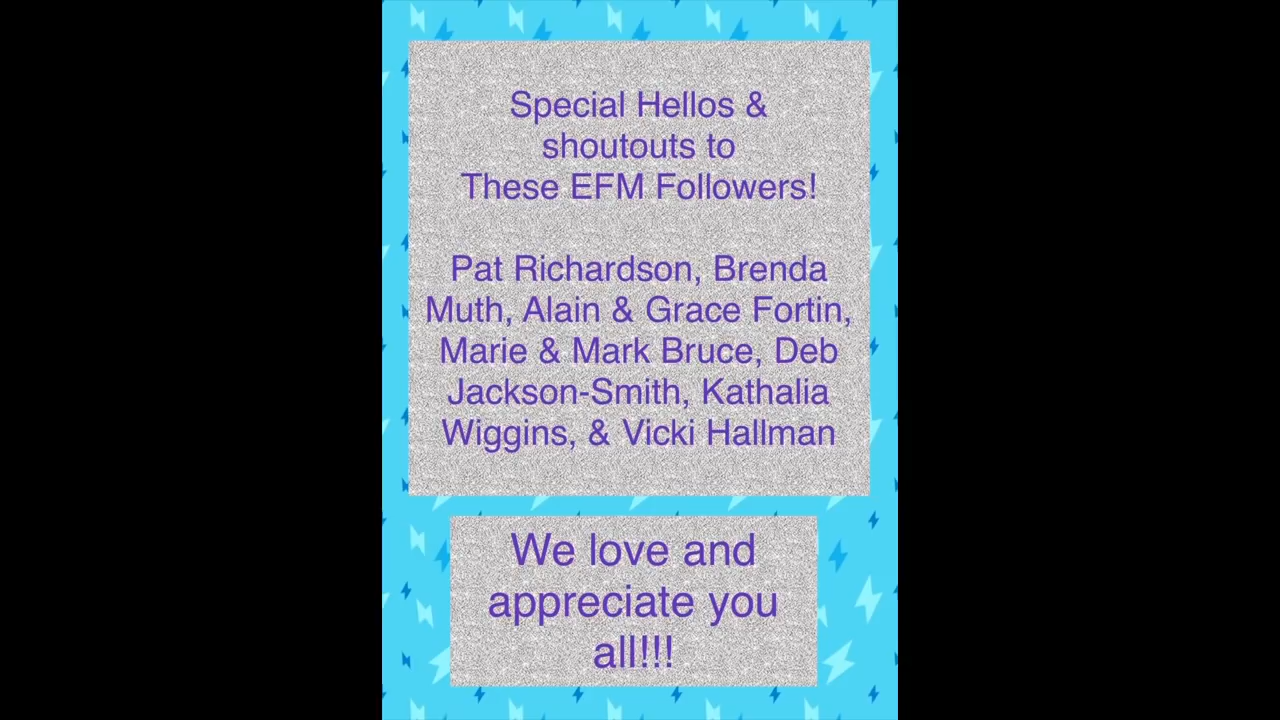 Special Hellos &
shoutouts to
These EFM Followers!
Pat Richardson, Brenda
Muth, Alain & Grace Fortin,
Marie & Mark Bruce, Deb
Jackson-Smith, Kathalia
Wiggins, & Vicki Hallman
We love and
appreciate you
all!!!